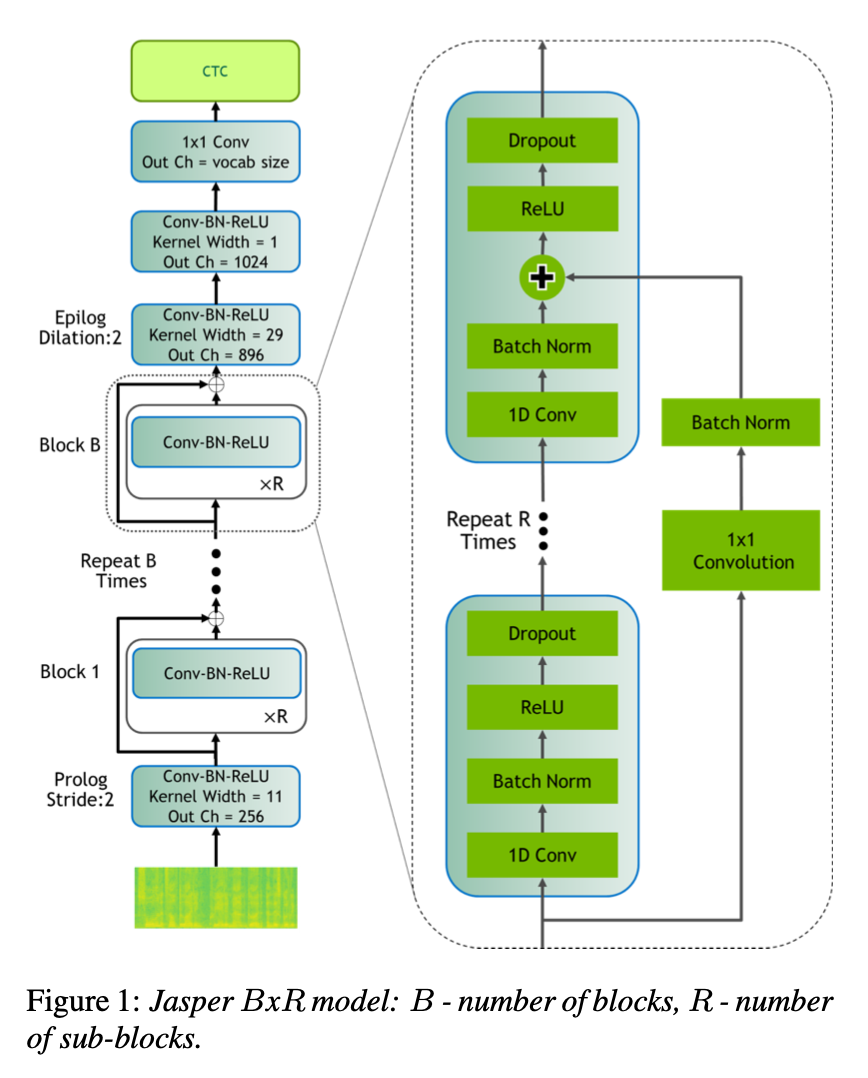 CTC
1x1 Conv
Out Ch = vocab size
Conv-BN-ReLU
Kernel Width = 1
Out Ch = 1024
Epilog
Dilation:2
Conv-BN-ReLU
Kernel Width = 29
Out Ch = 896
Block B
Conv-BN-ReLU
×R
Repeat B
Times
Block 1
Conv-BN-ReLU
×R
Prolog
Stride:2
Conv-BN-ReLU
Kernel Width = 11
Out Ch = 256
Dropout
ReLU
Batch Norm
1D Conv
Batch Norm
1x1
Convolution
Repeat R
Times
Dropout
ReLU
Batch Norm
1D Conv
Figure 1: Jasper BxR model: B - number of blocks, R - number
of sub-blocks.